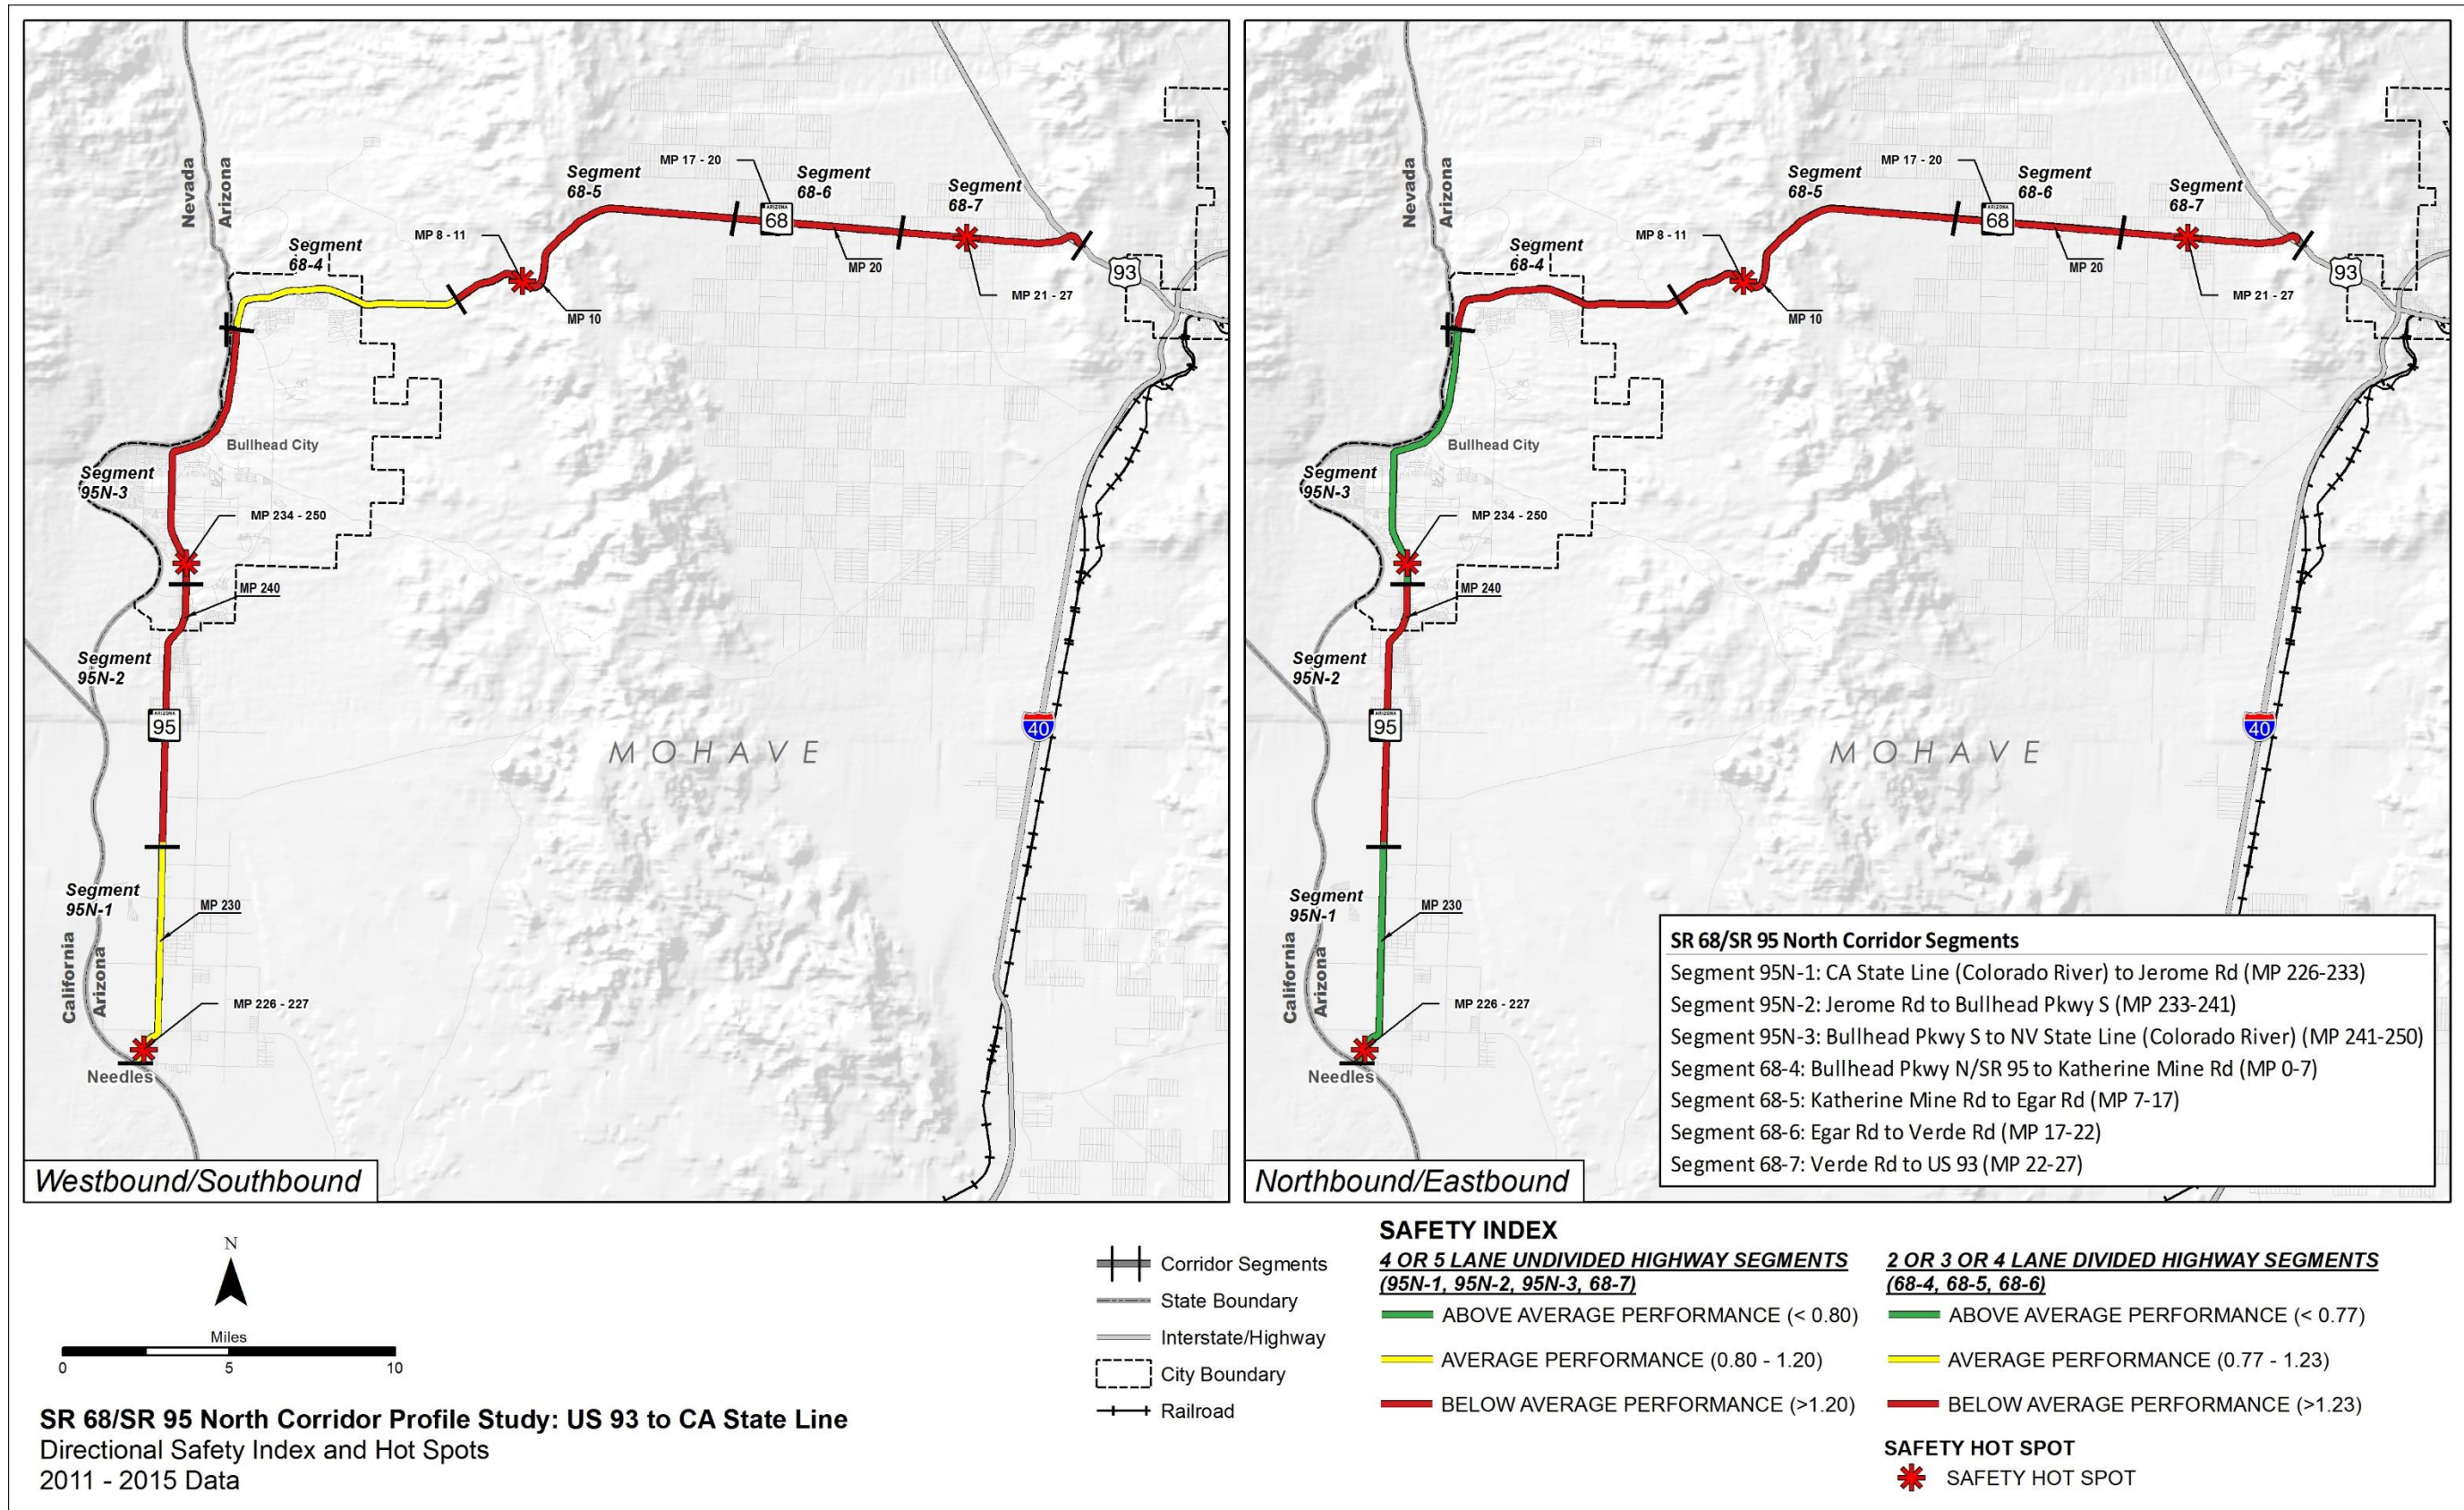 Nevada
Arizona
Segment
68-4
MP 8 - 11
Segment
68-5
MP 10
MP 17 - 20
ARIZONA
68
Segment
68-6
MP 20
Segment
68-7
MP 21 - 27
93
Bullhead City
Segment
95N-3
MP 234 - 250
MP 240
Segment
95N-2
ARIZONA
95
MOHAVE
40
Segment
95N-1
MP 230
California
Arizona
MP 226 - 227
Needles
Westbound/Southbound
Nevada
Arizona
Segment
68-4
MP 8 - 11
Segment
68-5
MP 10
MP 17 - 20
ARIZONA
68
Segment
68-6
MP 20
Segment
68-7
MP 21 - 27
93
Bullhead City
Segment
95N-3
MP 234 - 250
MP 240
Segment
95N-2
ARIZONA
95
MOHAVE
40
Segment
95N-1
MP 230
California
Arizona
MP 226 - 227
Needles
Northbound/Eastbound
SR 68/SR 95 North Corridor Segments
Segment 95N-1: CA State Line (Colorado River) to Jerome Rd (MP 226-233)
Segment 95N-2: Jerome Rd to Bullhead Pkwy S (MP 233-241)
Segment 95N-3: Bullhead Pkwy S to NV State Line (Colorado River) (MP 241-250)
Segment 68-4: Bullhead Pkwy N/SR 95 to Katherine Mine Rd (MP 0-7)
Segment 68-5: Katherine Mine Rd to Egar Rd (MP 7-17)
Segment 68-6: Egar Rd to Verde Rd (MP 17-22)
Segment 68-7: Verde Rd to US 93 (MP 22-27)
N
Miles
0 5 10
SR 68/SR 95 North Corridor Profile Study: US 93 to CA State Line
Directional Safety Index and Hot Spots
2011 - 2015 Data
Corridor Segments
State Boundary
Interstate/Highway
City Boundary
Railroad
SAFETY INDEX
4 OR 5 LANE UNDIVIDED HIGHWAY SEGMENTS
(95N-1, 95N-2, 95N-3, 68-7)
ABOVE AVERAGE PERFORMANCE (< 0.80)
AVERAGE PERFORMANCE (0.80 - 1.20)
BELOW AVERAGE PERFORMANCE (>1.20)
2 OR 3 OR 4 LANE DIVIDED HIGHWAY SEGMENTS
(68-4, 68-5, 68-6)
ABOVE AVERAGE PERFORMANCE (< 0.77)
AVERAGE PERFORMANCE (0.77 - 1.23)
BELOW AVERAGE PERFORMANCE (>1.23)
SAFETY HOT SPOT
SAFETY HOT SPOT